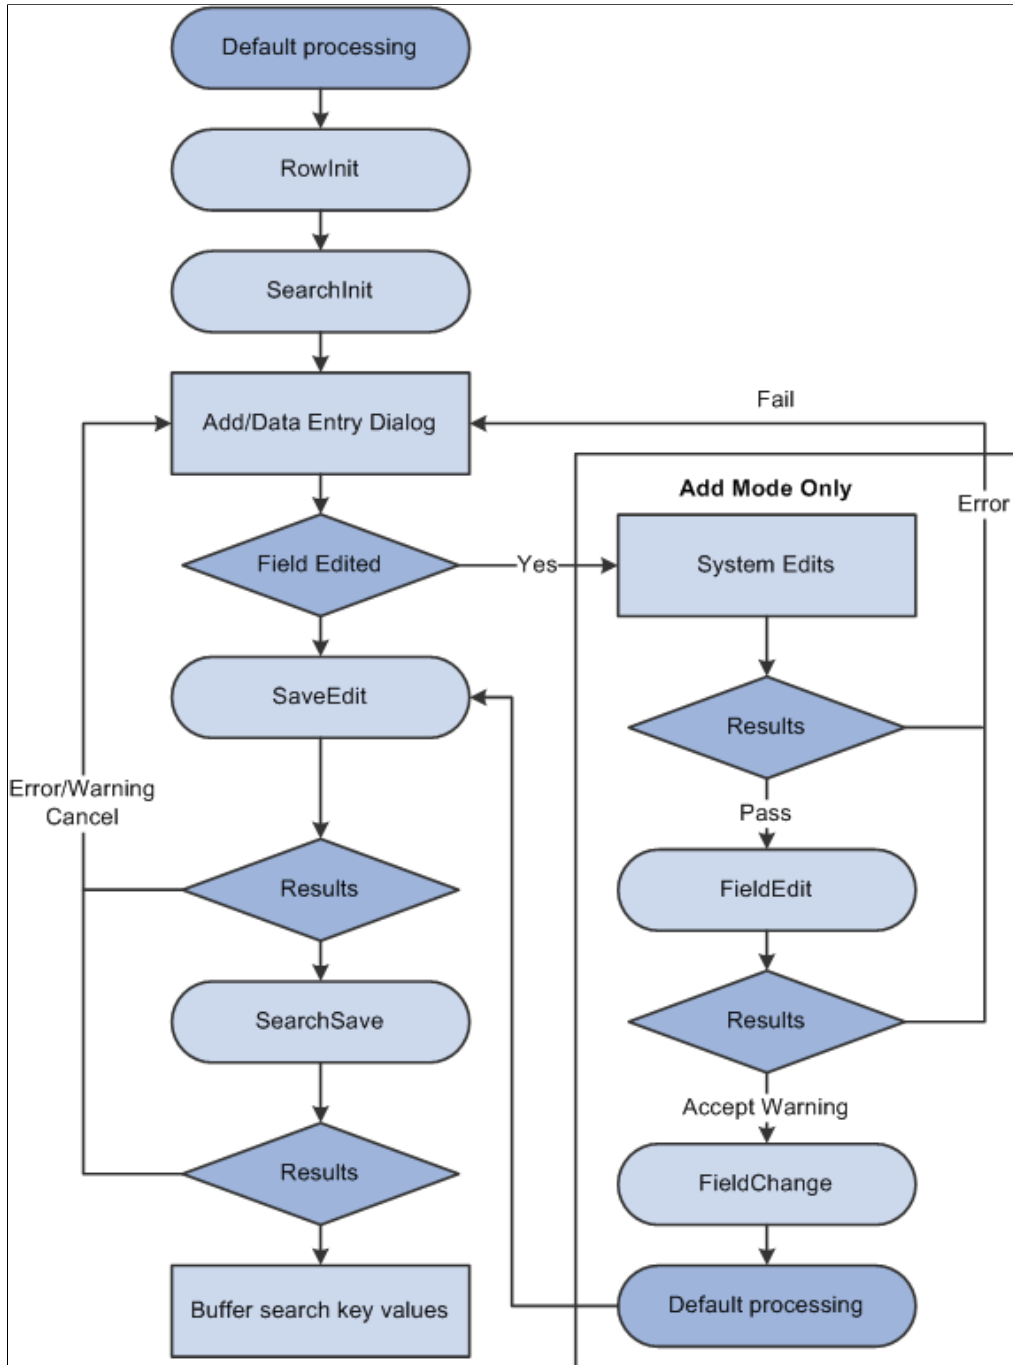 Default processing
RowInit
SearchInit
Add/Data Entry Dialog
Fail
Add Mode Only
Error
Field Edited
Yes
System Edits
SaveEdit
Results
Error/Warning
Cancel
Pass
Results
FieldEdit
SearchSave
Results
Accept Warning
Results
FieldChange
Buffer search key values
Default processing